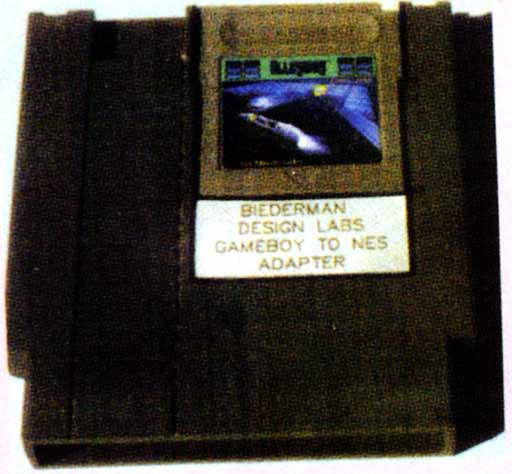 BIEDERMAN
DESIGN LABS
GAMEBOY TO NES
ADAPTER